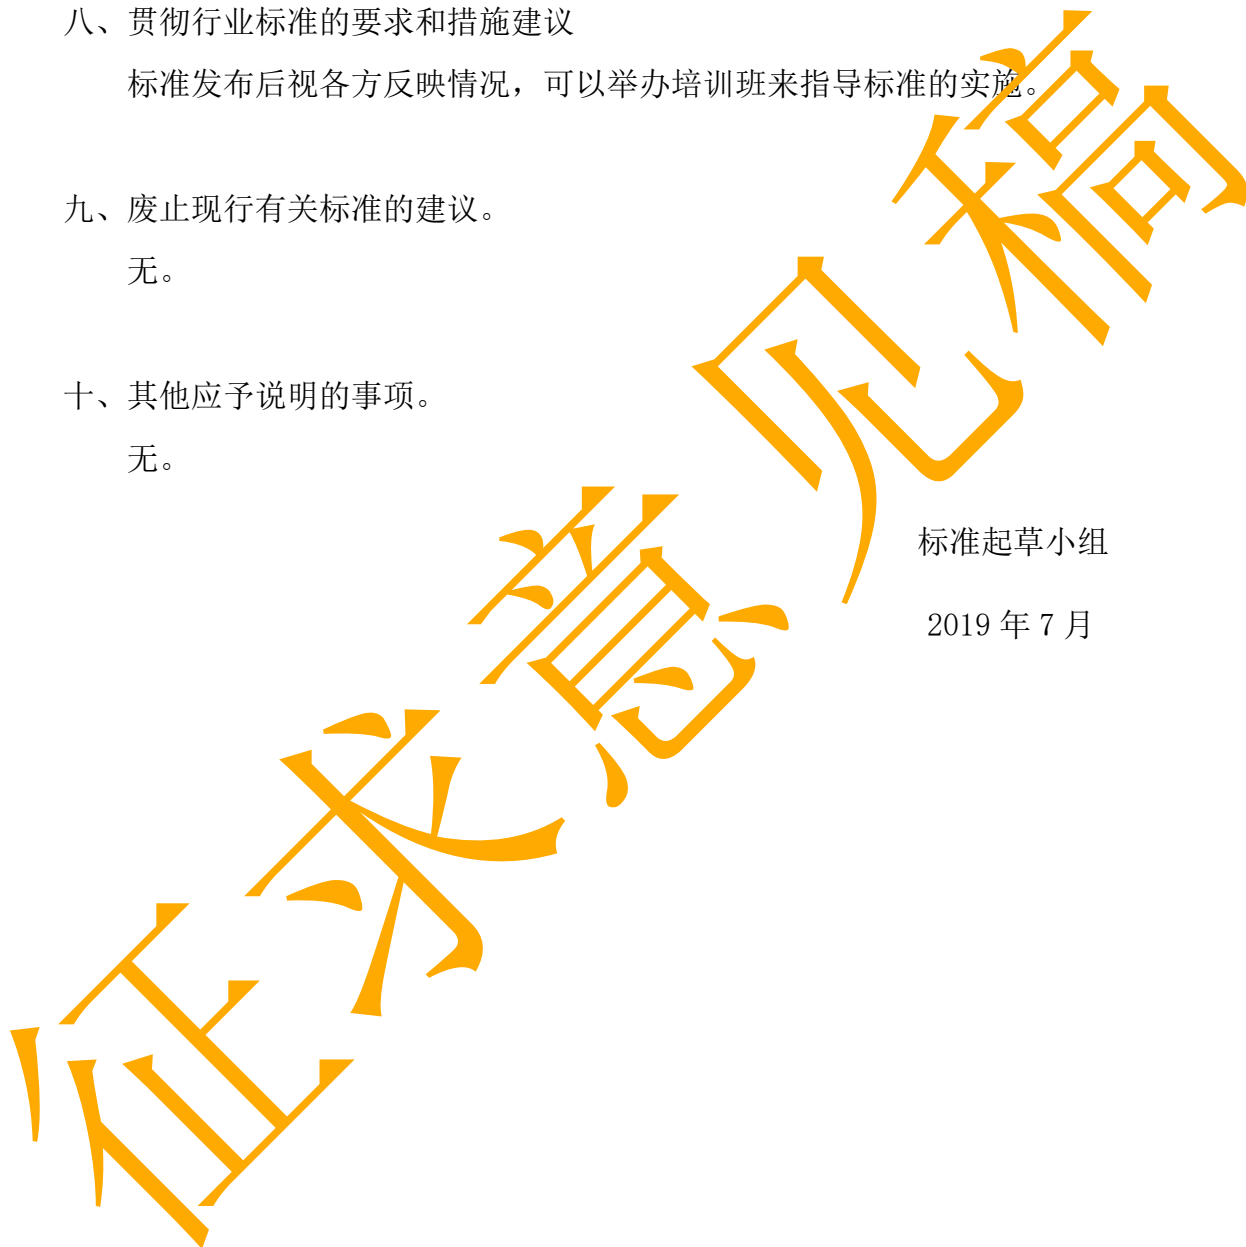 八、贯彻行业标准的要求和措施建议
标准发布后视各方反映情况，可以举办培训班来指导标准的实施。
九、废止现行有关标准的建议。
无。
十、其他应予说明的事项。
无。
标准起草小组
2019 年 7 月
征求意见稿